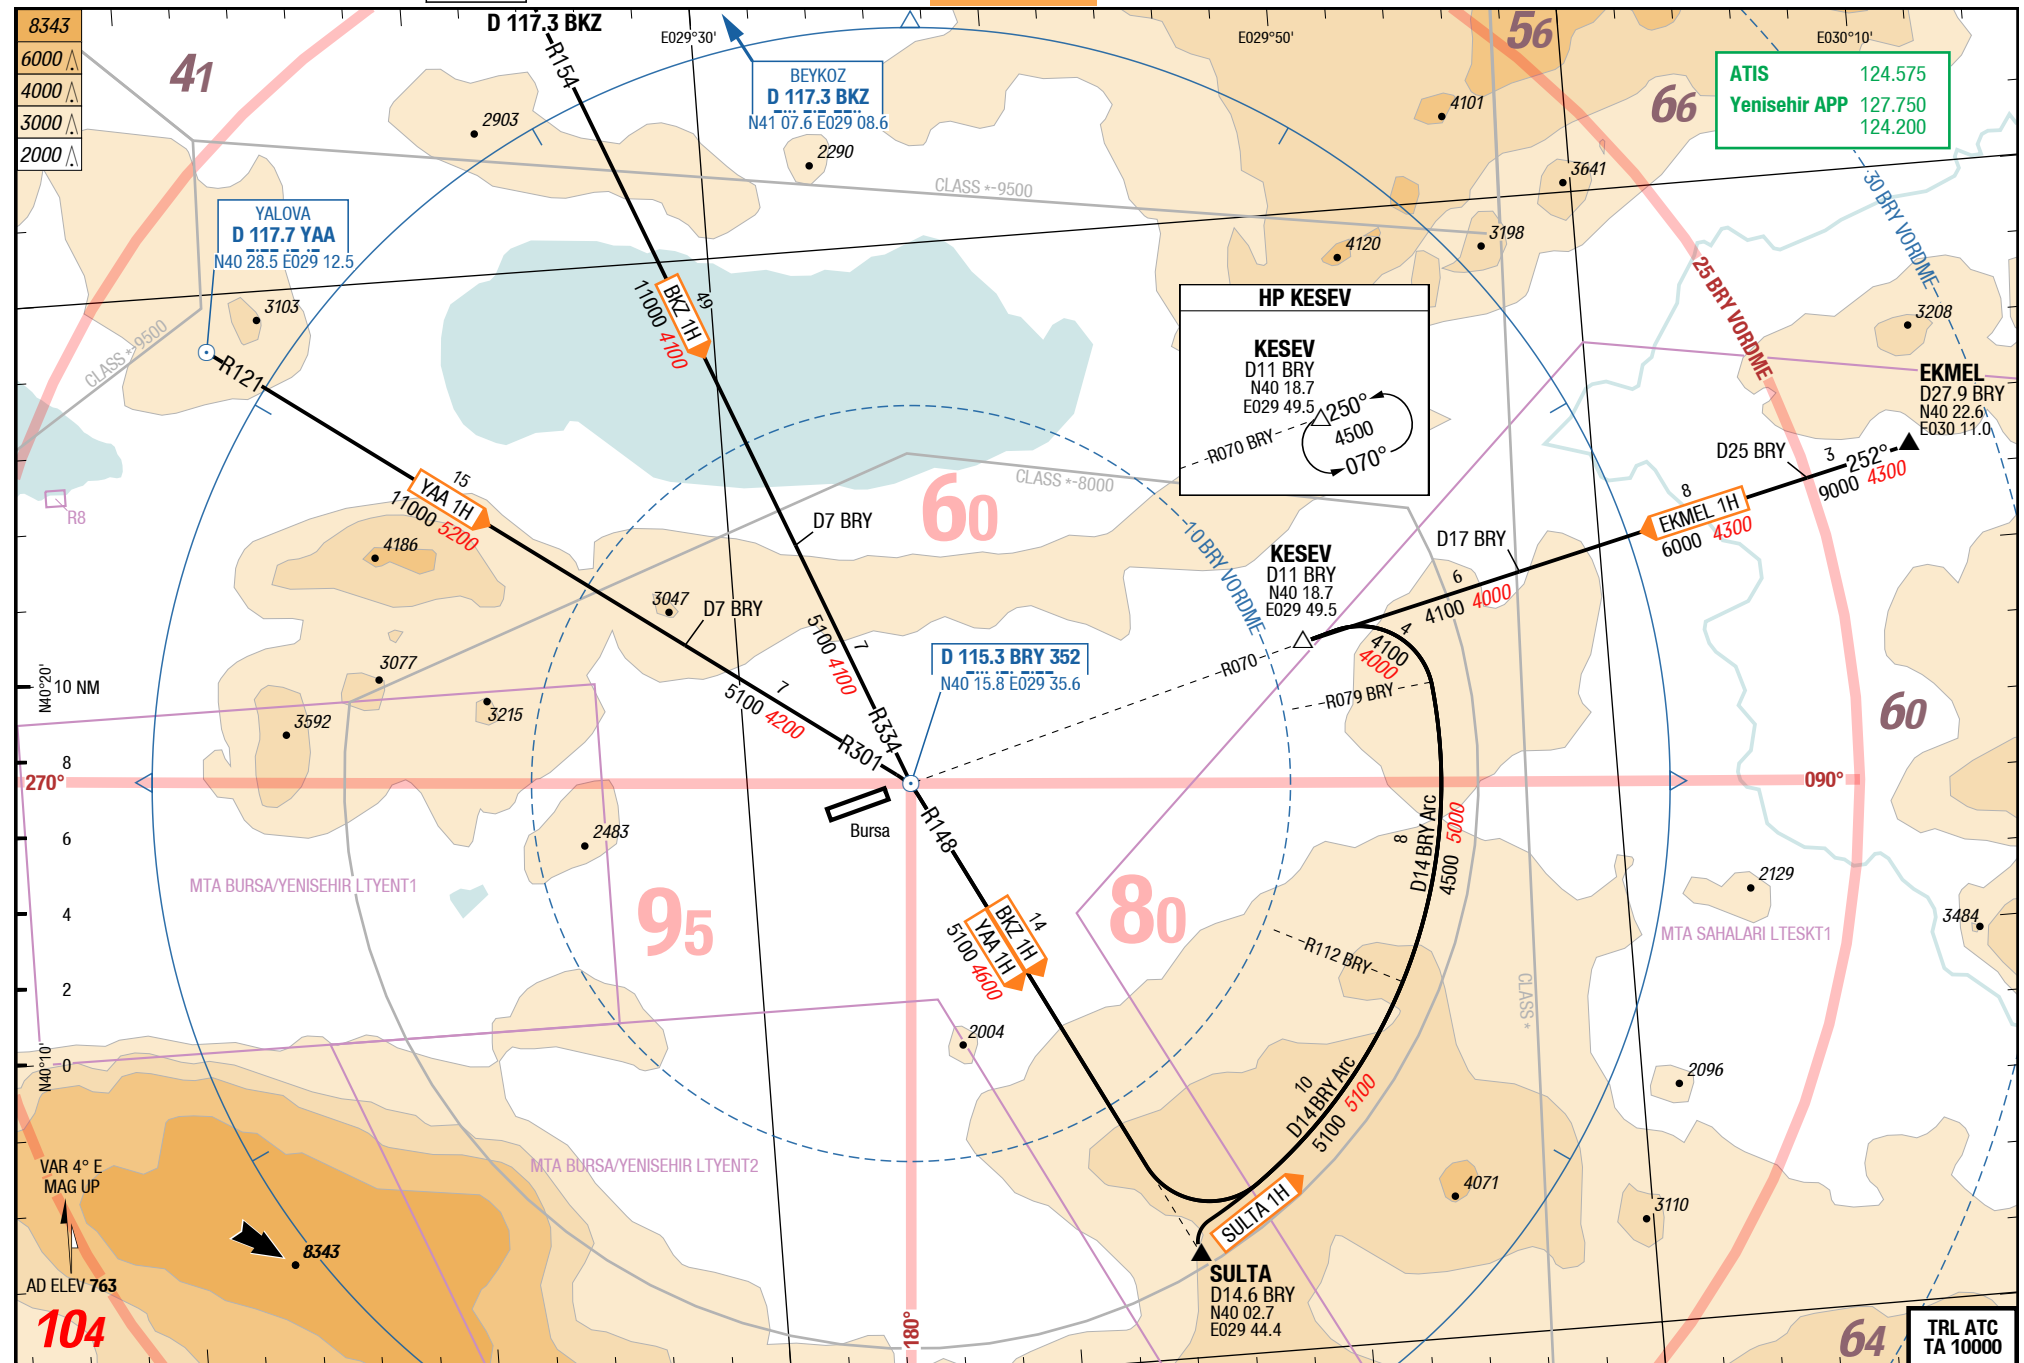 D 117.3 BKZ
8343
6000
4000
3000
2000
41
R154
E029°30'
BEYKOZ
D 117.3 BKZ
N41 07.6 E029 08.6
E029°50'
56
E030°10'
66
ATIS 124.575
Yenisehir APP 127.750
124.200
2903
2290
4101
3641
3198
4120
CLASS *-9500
30 BRY VORDME
YALOVA
D 117.7 YAA
N40 28.5 E029 12.5
3103
CLASS *-9500
R121
49
BKZ 1H
11000 4100
HP KESEV
KESEV
D11 BRY
N40 18.7
E029 49.5
250°
4500
070°
R070 BRY
25 BRY VORDME
3208
EKMEL
D27.9 BRY
N40 22.6
E030 11.0
D25 BRY
3
252°
9000 4300
8
EKMEL 1H
6000 4300
R8
15
YAA 1H
11000 5200
4186
D7 BRY
60
CLASS *-8000
10 BRY VORDME
KESEV
D11 BRY
N40 18.7
E029 49.5
D17 BRY
6
4100 4000
4
4100
4000
3047
D7 BRY
7
5100 4100
7
5100 4200
R334
R301
D 115.3 BRY 352
N40 15.8 E029 35.6
R070
R079 BRY
3077
3592
3215
N40°20'
10 NM
8
6
4
2
0
270°
090°
60
Bursa
R148
2483
MTA BURSA/YENISEHIR LTYENT1
95
80
14
BKZ 1H
YAA 1H
5100 4600
8
D14 BRY Arc
4500 5000
R112 BRY
2129
3484
MTA SAHALARI LTESKT1
CLASS *
2004
2096
N40°10'
10
D14 BRY Arc
5100 5100
MTA BURSA/YENISEHIR LTYENT2
VAR 4° E
MAG UP
8343
AD ELEV 763
104
180°
SULTA 1H
SULTA
D14.6 BRY
N40 02.7
E029 44.4
4071
3110
64
TRL ATC
TA 10000